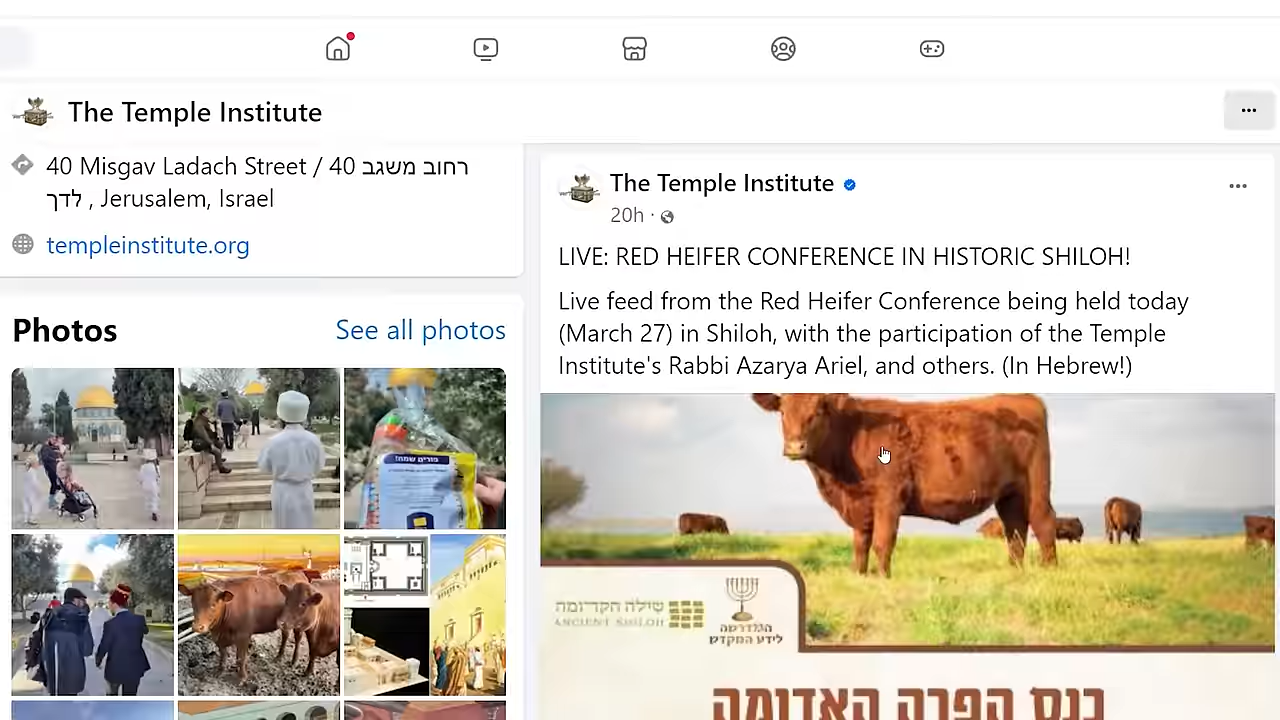 The Temple Institute
40 Misgav Ladach Street / 40 רחוב משגב
לדך , Jerusalem, Israel
templeinstitute.org
Photos
See all photos
פורים שמח!
The Temple Institute
20h ·
LIVE: RED HEIFER CONFERENCE IN HISTORIC SHILOH!
Live feed from the Red Heifer Conference being held today
(March 27) in Shiloh, with the participation of the Temple
Institute's Rabbi Azarya Ariel, and others. (In Hebrew!)
שילה הקדומה
ANCIENT SHILOH
המדרשה
לידע המקדש
כנס הפרה האדומה